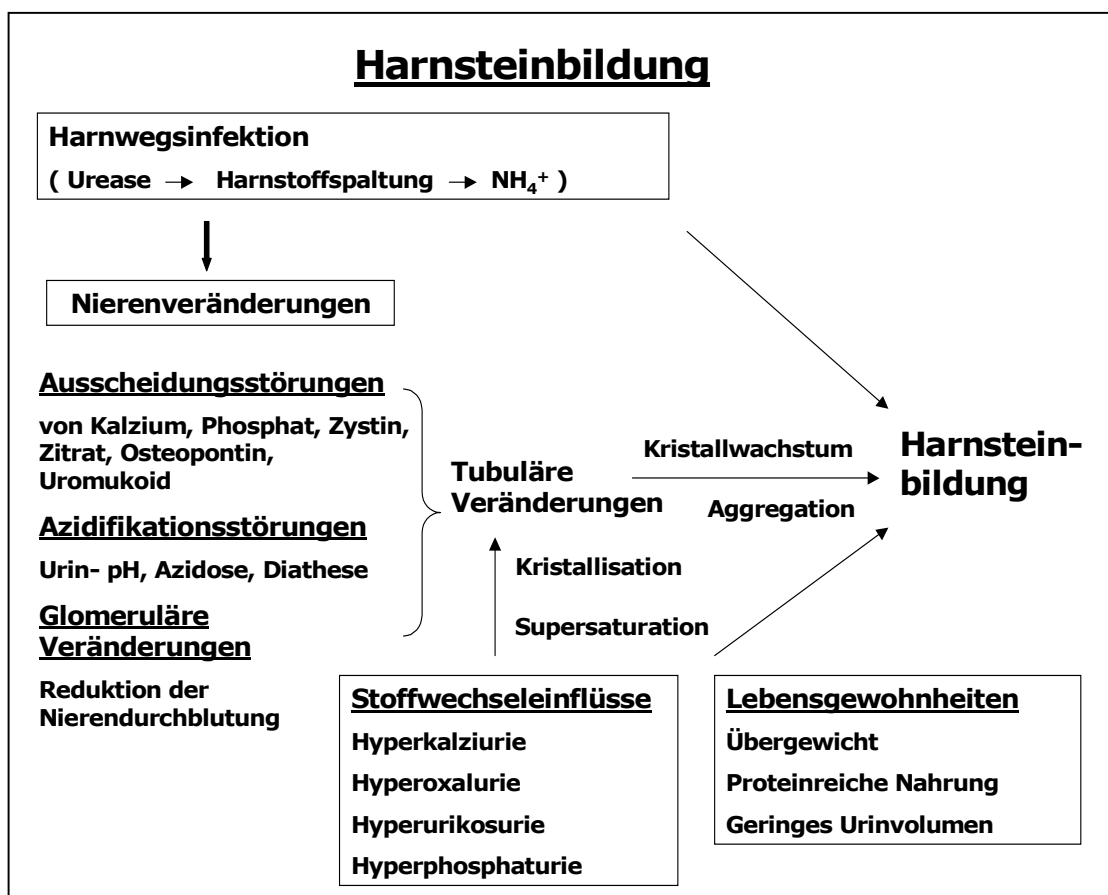 Harnsteinbildung
Harnwegsinfektion
( Urease → Harnstoffspaltung → NH₄⁺ )
Nierenveränderungen
Ausscheidungsstörungen
von Kalzium, Phosphat, Zystin,
Zitrat, Osteopontin,
Uromukoid
Azidifikationsstörungen
Urin- pH, Azidose, Diathese
Glomeruläre
Veränderungen
Reduktion der
Nierendurchblutung
Tubuläre
Veränderungen
Kristallwachstum
Aggregation
Harnstein-
bildung
Kristallisation
Supersaturation
Stoffwechseleinflüsse
Hyperkalziurie
Hyperoxalurie
Hyperurikosurie
Hyperphosphaturie
Lebensgewohnheiten
Übergewicht
Proteinreiche Nahrung
Geringes Urinvolumen